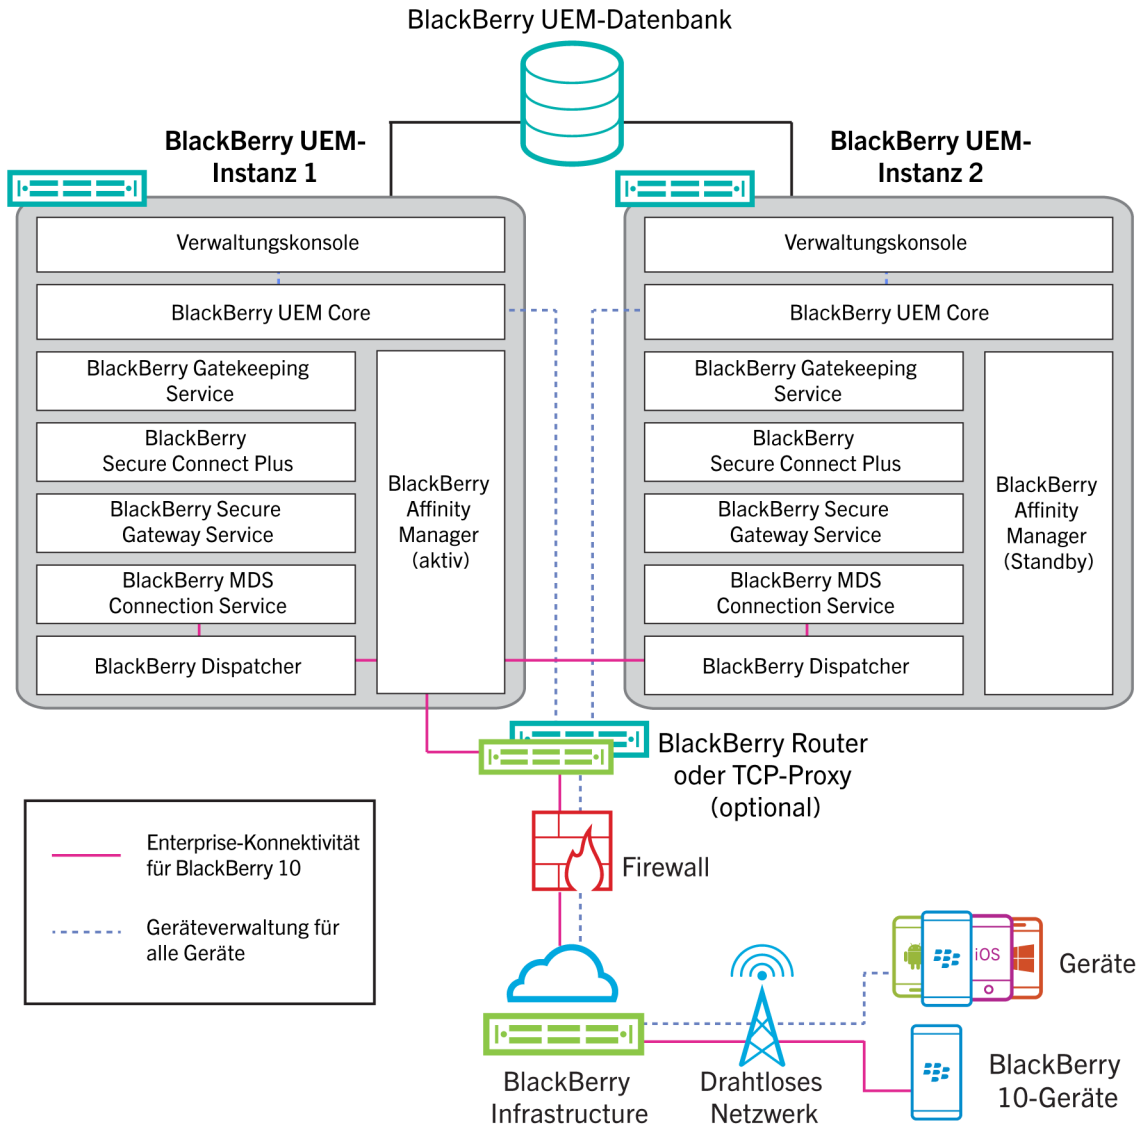 BlackBerry UEM-Datenbank
BlackBerry UEM-
Instanz 1
BlackBerry UEM-
Instanz 2
Verwaltungskonsole
BlackBerry UEM Core
BlackBerry Gatekeeping
Service
BlackBerry
Secure Connect Plus
BlackBerry Secure
Gateway Service
BlackBerry MDS
Connection Service
BlackBerry Dispatcher
BlackBerry
Affinity
Manager
(aktiv)
Verwaltungskonsole
BlackBerry UEM Core
BlackBerry Gatekeeping
Service
BlackBerry
Secure Connect Plus
BlackBerry Secure
Gateway Service
BlackBerry MDS
Connection Service
BlackBerry Dispatcher
BlackBerry
Affinity
Manager
(Standby)
BlackBerry Router
oder TCP-Proxy
(optional)
Enterprise-Konnektivität
für BlackBerry 10
Geräteverwaltung für
alle Geräte
Firewall
iOS
Geräte
BlackBerry
Infrastructure
Drahtloses
Netzwerk
BlackBerry
10-Geräte